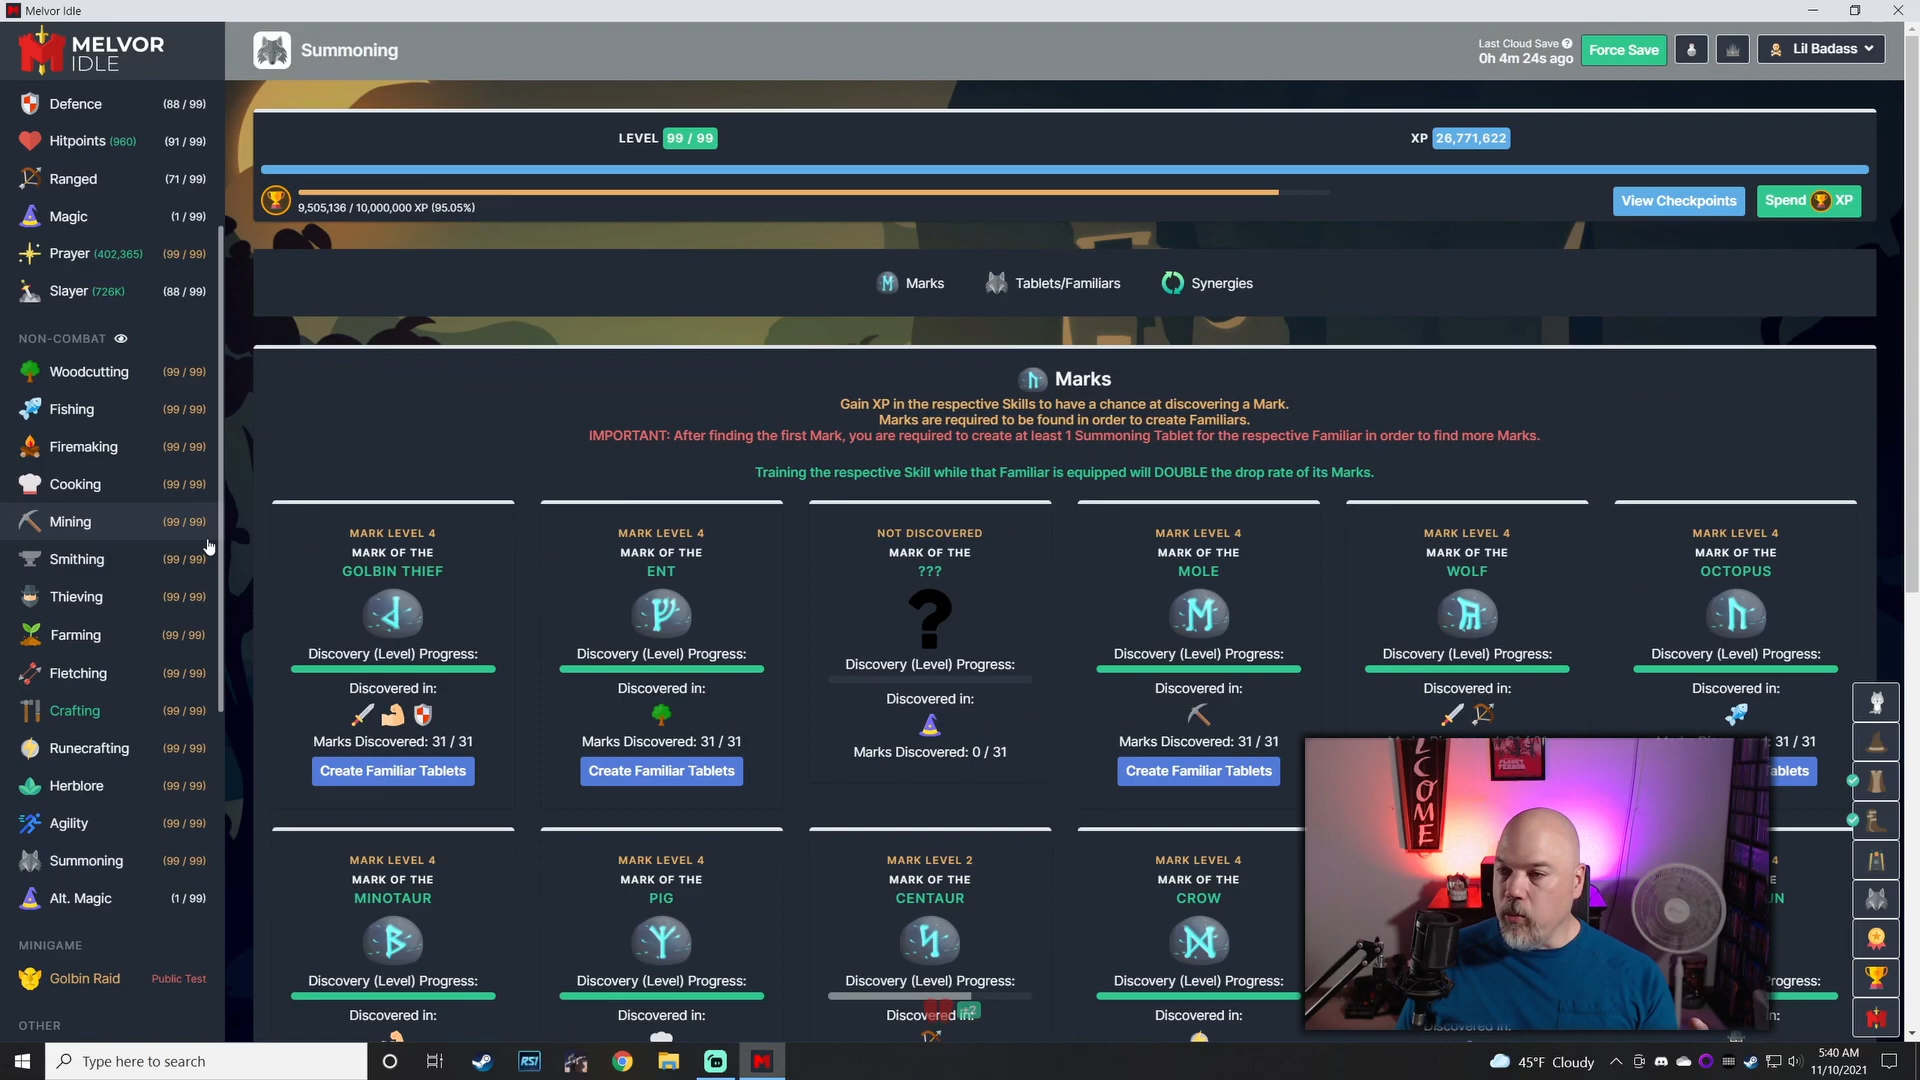 Melvor Idle
MELVOR
IDLE
Summoning
Last Cloud Save
0h 4m 24s ago
Force Save
Lil Badass
Defence (88 / 99)
Hitpoints (960) (91 / 99)
Ranged (71 / 99)
Magic (1 / 99)
Prayer (402,365) (99 / 99)
Slayer (726K) (88 / 99)
NON-COMBAT
Woodcutting (99 / 99)
Fishing (99 / 99)
Firemaking (99 / 99)
Cooking (99 / 99)
Mining (99 / 99)
Smithing (99 / 99)
Thieving (99 / 99)
Farming (99 / 99)
Fletching (99 / 99)
Crafting (99 / 99)
Runecrafting (99 / 99)
Herblore (99 / 99)
Agility (99 / 99)
Summoning (99 / 99)
Alt. Magic (1 / 99)
MINIGAME
Golbin Raid Public Test
OTHER
LEVEL 99 / 99
XP 26,771,622
9,505,136 / 10,000,000 XP (95.05%)
View Checkpoints
Spend XP
Marks
Tablets/Familiars
Synergies
Marks
Gain XP in the respective Skills to have a chance at discovering a Mark.
Marks are required to be found in order to create Familiars.
IMPORTANT: After finding the first Mark, you are required to create at least 1 Summoning Tablet for the respective Familiar in order to find more Marks.
Training the respective Skill while that Familiar is equipped will DOUBLE the drop rate of its Marks.
MARK LEVEL 4
MARK OF THE
GOLBIN THIEF
Discovery (Level) Progress:
Discovered in:
Marks Discovered: 31 / 31
Create Familiar Tablets
MARK LEVEL 4
MARK OF THE
ENT
Discovery (Level) Progress:
Discovered in:
Marks Discovered: 31 / 31
Create Familiar Tablets
NOT DISCOVERED
MARK OF THE
???
?
Discovery (Level) Progress:
Discovered in:
Marks Discovered: 0 / 31
MARK LEVEL 4
MARK OF THE
MOLE
Discovery (Level) Progress:
Discovered in:
Marks Discovered: 31 / 31
Create Familiar Tablets
MARK LEVEL 4
MARK OF THE
WOLF
Discovery (Level) Progress:
Discovered in:
MARK LEVEL 4
MARK OF THE
OCTOPUS
Discovery (Level) Progress:
Discovered in:
31 / 31
MARK LEVEL 4
MARK OF THE
MINOTAUR
Discovery (Level) Progress:
Discovered in:
MARK LEVEL 4
MARK OF THE
PIG
Discovery (Level) Progress:
Discovered in:
MARK LEVEL 2
MARK OF THE
CENTAUR
Discovery (Level) Progress:
Discovered in:
+2
MARK LEVEL 4
MARK OF THE
CROW
Discovery (Level) Progress:
Discovered in:
Type here to search
RSI
45°F Cloudy
5:40 AM
11/10/2021